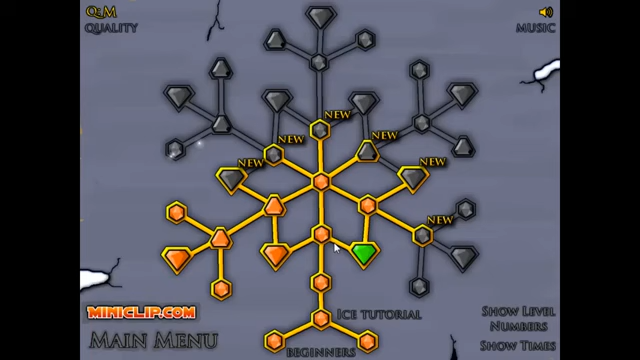 Q:M
QUALITY
MUSIC
NEW
NEW
NEW
NEW
NEW
NEW
MINICLIP.COM
ICE TUTORIAL
SHOW LEVEL
NUMBERS
MAIN MENU
BEGINNERS
SHOW TIMES